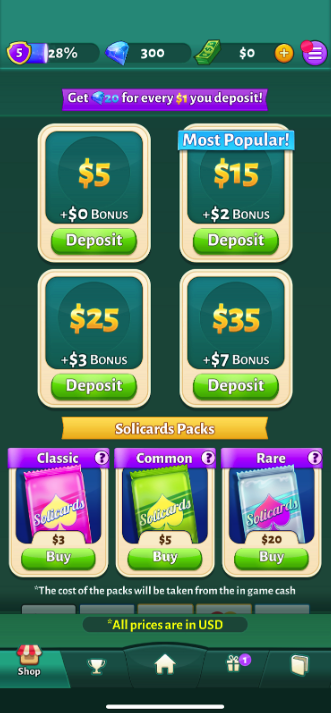 5 28% 300 $0 +
Get 20 for every $1 you deposit!
Most Popular!
$5 $15
+$0 BONUS +$2 BONUS
Deposit Deposit
$25 $35
+$3 BONUS +$7 BONUS
Deposit Deposit
Solicards Packs
Classic ? Common ? Rare ?
Solicards Solicards Solicards
$3 $5 $20
Buy Buy Buy
*The cost of the packs will be taken from the in game cash
*All prices are in USD
1
Shop